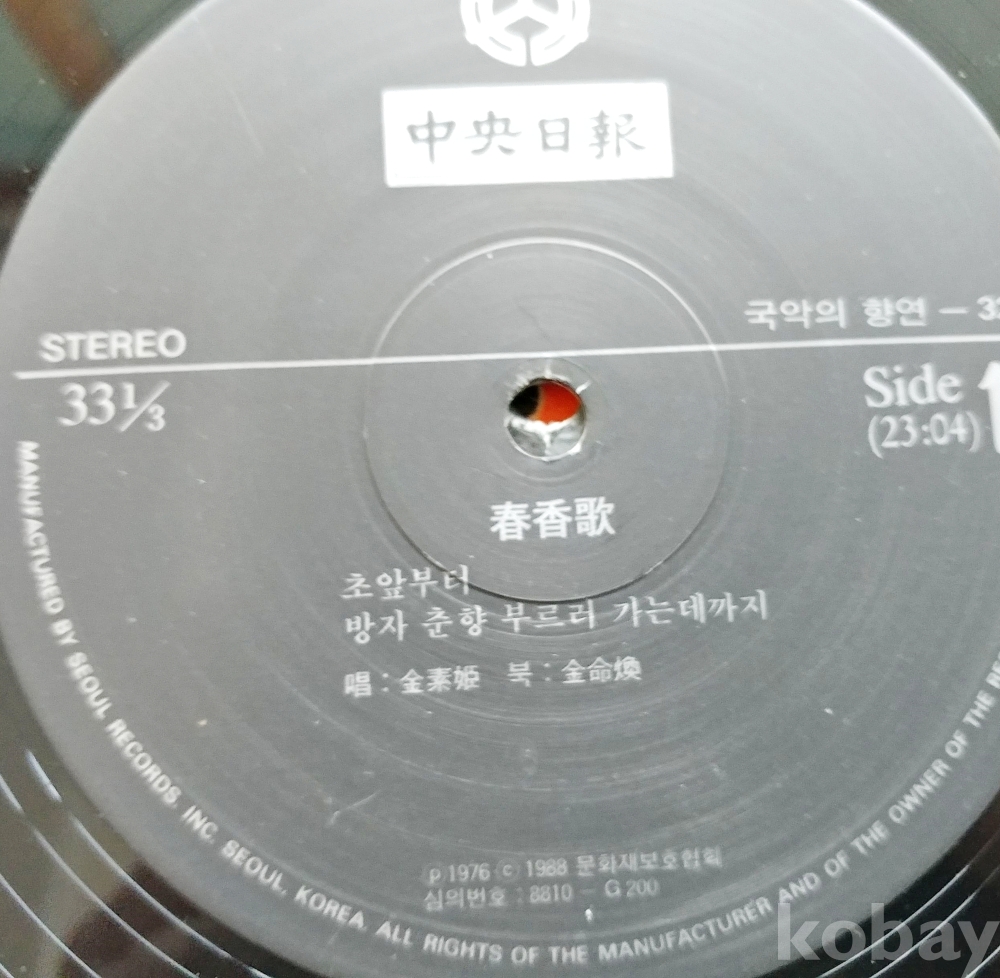 中央日報
국악의 향연 -
STEREO
33⅓
Side 1
(23:04)
春香歌
초앞부터
방자 춘향 부르러 가는데까지
唱 : 金素姬 북 : 金命煥
℗ 1976 © 1988 문화재보호협회
심의번호 : 8810 - G200
MANUFACTURED BY SEOUL RECORDS, INC. SEOUL, KOREA. ALL RIGHTS OF THE MANUFACTURER AND OF THE OWNER OF THE
kobay